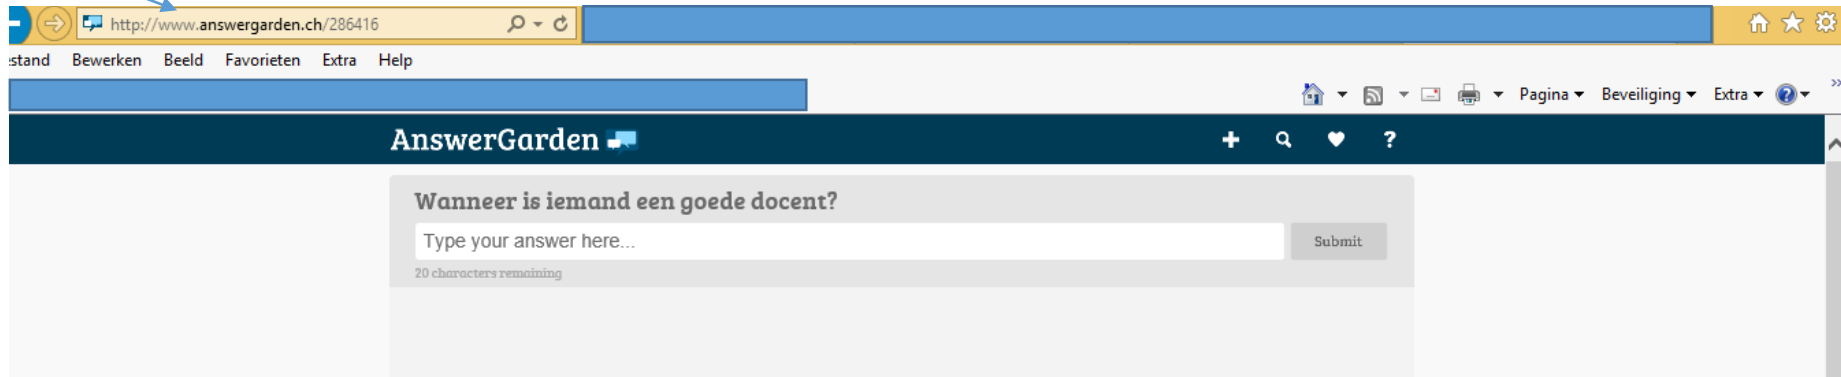 http://www.answergarden.ch/286416
stand Bewerken Beeld Favorieten Extra Help
Pagina Beveiliging Extra
AnswerGarden
Wanneer is iemand een goede docent?
Type your answer here... Submit
20 characters remaining